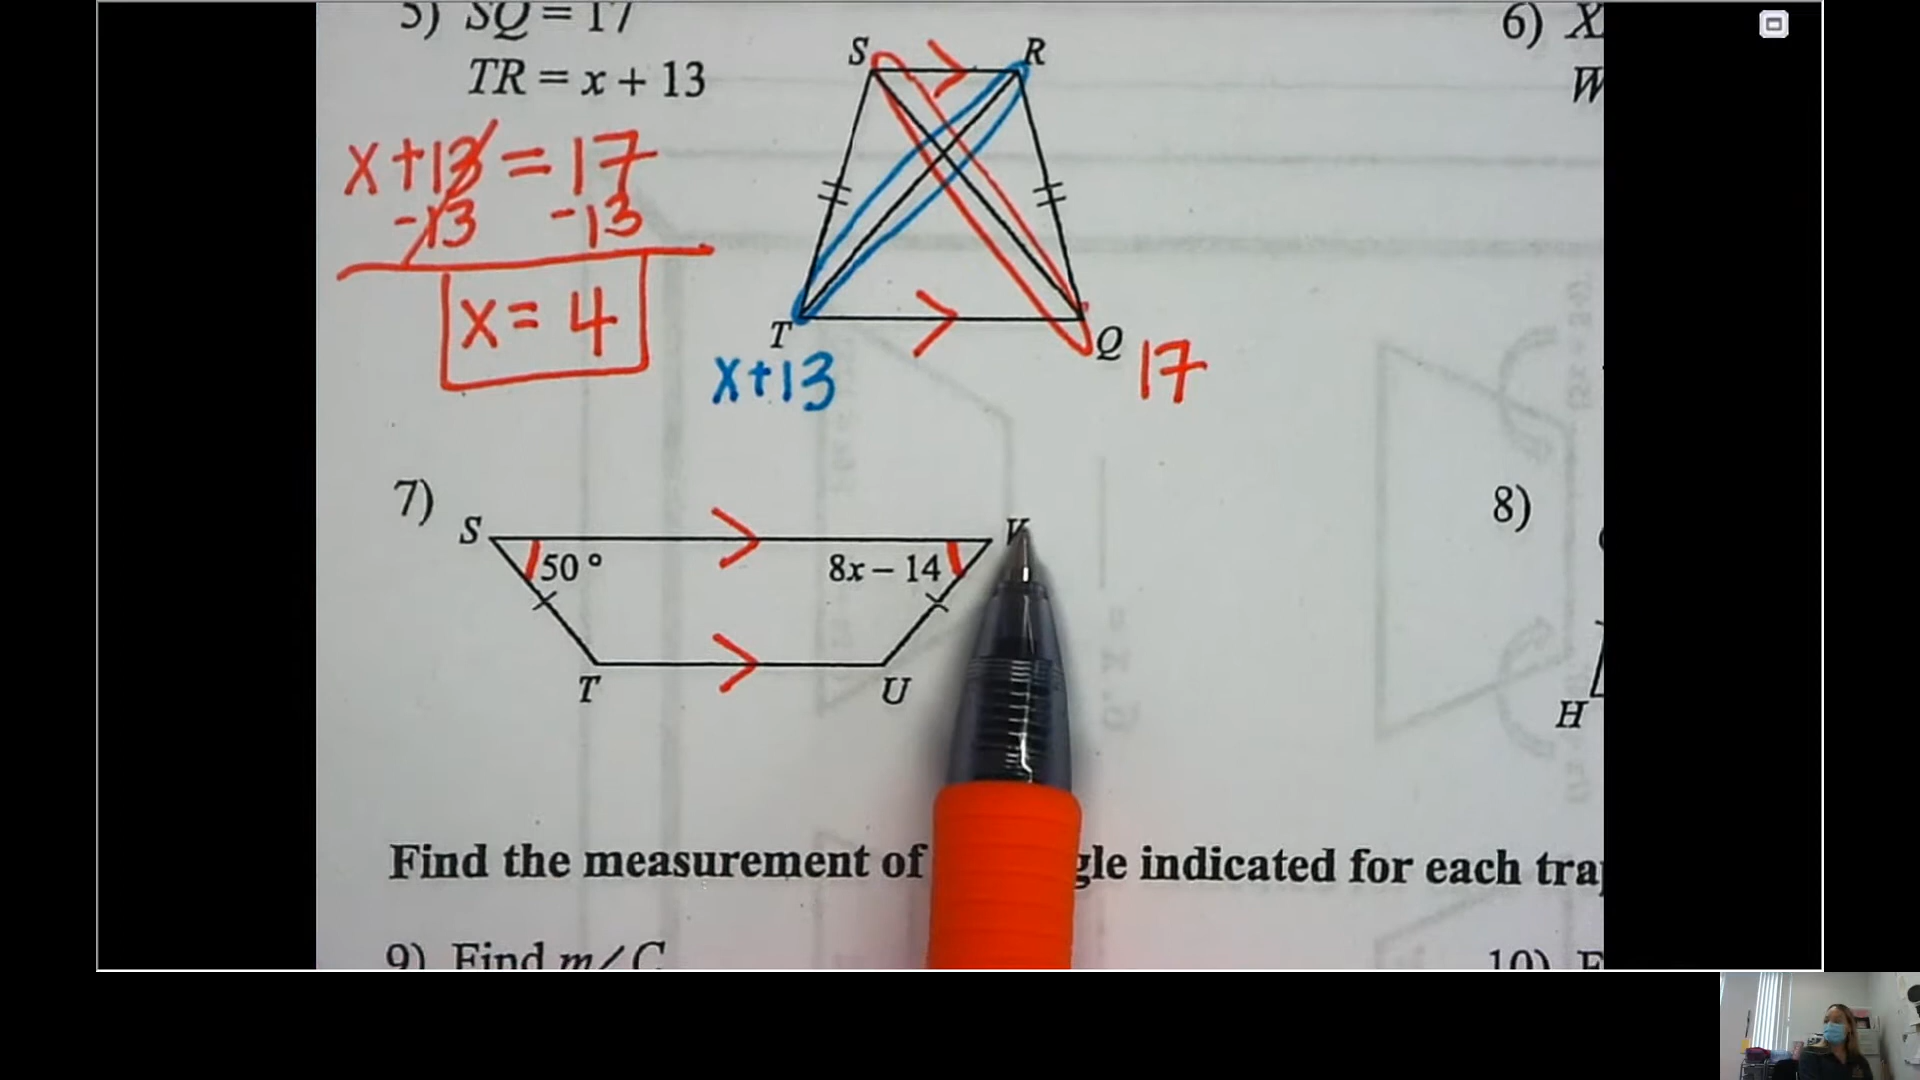 5) SQ = 17
TR = x + 13
6) X
W
S
R
x+13 = 17
-13 -13
x = 4
T
Q
x+13
17
7)
S
V
50°
8x – 14
T
U
8)
H
Find the measurement of gle indicated for each tra
9) Find m∠C
10) F